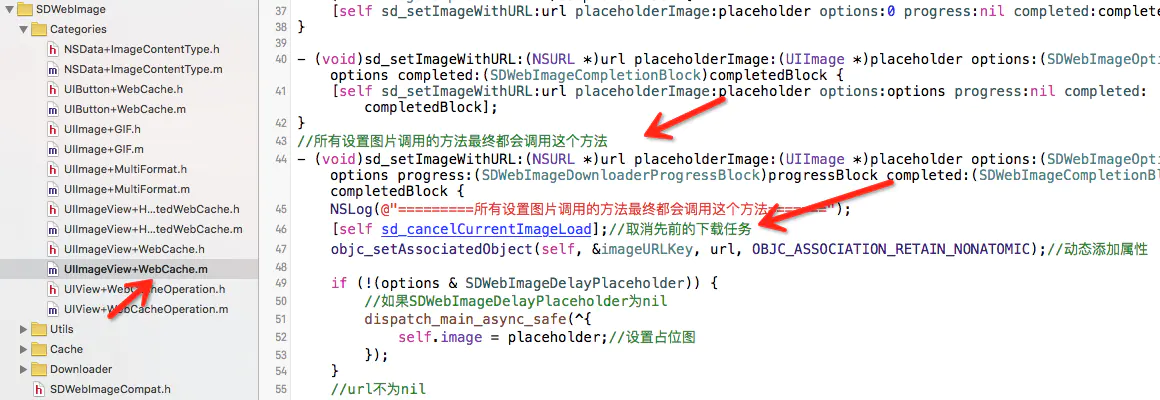 SDWebImage
Categories
NSData+ImageContentType.h
NSData+ImageContentType.m
UIButton+WebCache.h
UIButton+WebCache.m
UIImage+GIF.h
UIImage+GIF.m
UIImage+MultiFormat.h
UIImage+MultiFormat.m
UIImageView+H...tedWebCache.h
UIImageView+H...tedWebCache.m
UIImageView+WebCache.h
UIImageView+WebCache.m
UIView+WebCacheOperation.h
UIView+WebCacheOperation.m
Utils
Cache
Downloader
SDWebImageCompat.h
37 [self sd_setImageWithURL:url placeholderImage:placeholder options:0 progress:nil completed:complete
38 }
39
40 - (void)sd_setImageWithURL:(NSURL *)url placeholderImage:(UIImage *)placeholder options:(SDWebImageOpti
options completed:(SDWebImageCompletionBlock)completedBlock {
41 [self sd_setImageWithURL:url placeholderImage:placeholder options:options progress:nil completed:
completedBlock];
42 }
43 //所有设置图片调用的方法最终都会调用这个方法
44 - (void)sd_setImageWithURL:(NSURL *)url placeholderImage:(UIImage *)placeholder options:(SDWebImageOpti
options progress:(SDWebImageDownloaderProgressBlock)progressBlock completed:(SDWebImageCompletionBl
completedBlock {
45 NSLog(@"=========所有设置图片调用的方法最终都会调用这个方法=======");
46 [self sd_cancelCurrentImageLoad];//取消先前的下载任务
47 objc_setAssociatedObject(self, &imageURLKey, url, OBJC_ASSOCIATION_RETAIN_NONATOMIC);//动态添加属性
48
49 if (!(options & SDWebImageDelayPlaceholder)) {
50 //如果SDWebImageDelayPlaceholder为nil
51 dispatch_main_async_safe(^{
52 self.image = placeholder;//设置占位图
53 });
54 }
55 //url不为nil